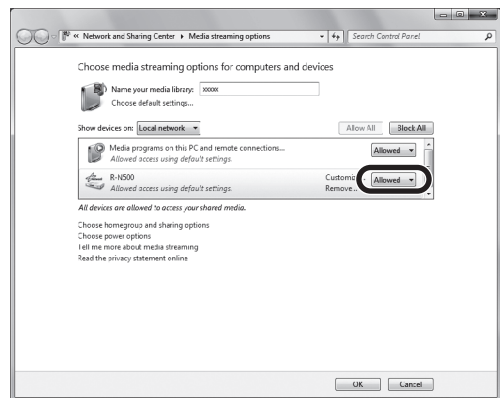 « Network and Sharing Center ▸ Media streaming options
Search Control Panel
Choose media streaming options for computers and devices
Name your media library: xxxxx
Choose default settings...
Show devices on: Local network
Allow All
Block All
Media programs on this PC and remote connections...
Allowed access using default settings.
Allowed
R-N500
Allowed access using default settings.
Customiz
Remove..
Allowed
All devices are allowed to access your shared media.
Choose homegroup and sharing options
Choose power options
Tell me more about media streaming
Read the privacy statement online
OK
Cancel